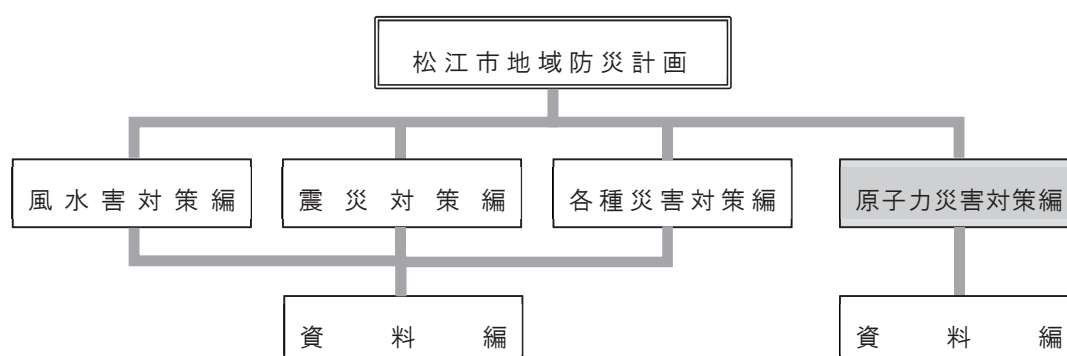 松江市地域防災計画
風水害対策編
震災対策編
各種災害対策編
原子力災害対策編
資料編
資料編